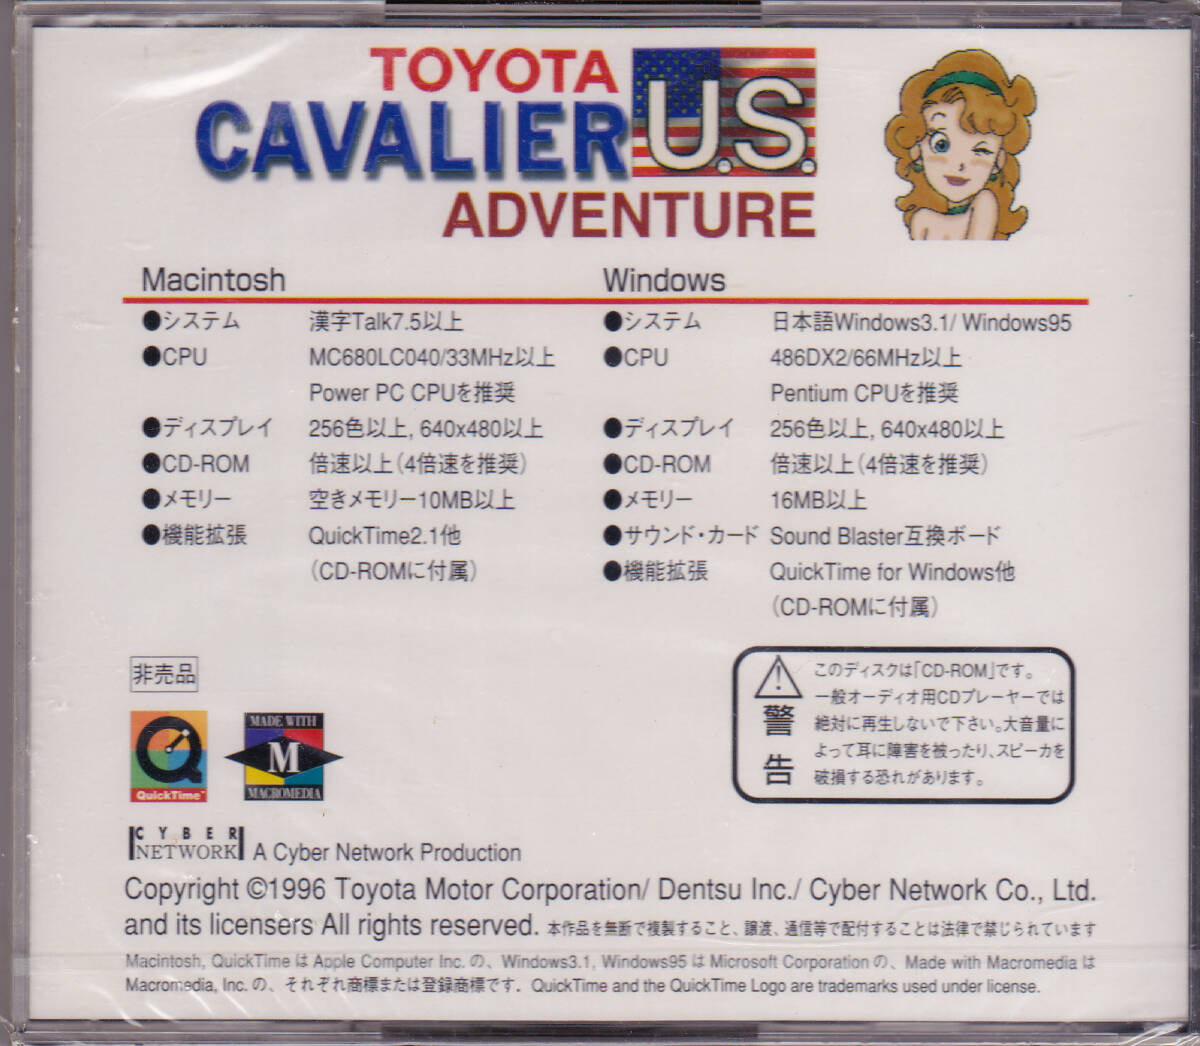 TOYOTA
CAVALIER U.S.
ADVENTURE
Macintosh
●システム 漢字Talk7.5以上
●CPU MC680LC040/33MHz以上
Power PC CPUを推奨
●ディスプレイ 256色以上, 640x480以上
●CD-ROM 倍速以上(4倍速を推奨)
●メモリー 空きメモリー10MB以上
●機能拡張 QuickTime2.1他
(CD-ROMに付属)
Windows
●システム 日本語Windows3.1/ Windows95
●CPU 486DX2/66MHz以上
Pentium CPUを推奨
●ディスプレイ 256色以上, 640x480以上
●CD-ROM 倍速以上(4倍速を推奨)
●メモリー 16MB以上
●サウンド・カード Sound Blaster互換ボード
●機能拡張 QuickTime for Windows他
(CD-ROMに付属)
非売品
QuickTime™
MADE WITH
M
MACROMEDIA
警告
このディスクは「CD-ROM」です。
一般オーディオ用CDプレーヤーでは
絶対に再生しないで下さい。大音量に
よって耳に障害を被ったり、スピーカを
破損する恐れがあります。
CYBER
NETWORK A Cyber Network Production
Copyright ©1996 Toyota Motor Corporation/ Dentsu Inc./ Cyber Network Co., Ltd.
and its licensers All rights reserved. 本作品を無断で複製すること、譲渡、通信等で配付することは法律で禁じられています
Macintosh, QuickTime は Apple Computer Inc. の、Windows3.1, Windows95 は Microsoft Corporation の、Made with Macromedia は
Macromedia, Inc. の、それぞれ商標または登録商標です. QuickTime and the QuickTime Logo are trademarks used under license.